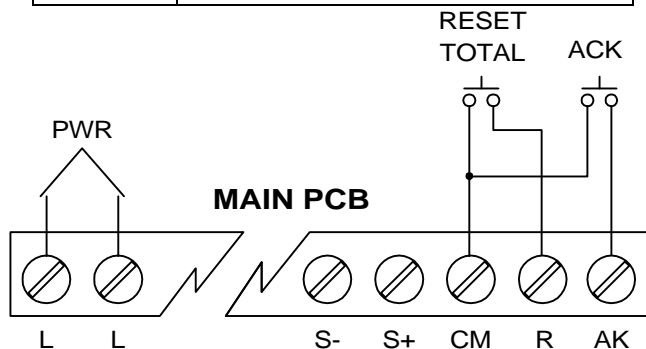 RESET
TOTAL
ACK
PWR
MAIN PCB
L L S- S+ CM R AK